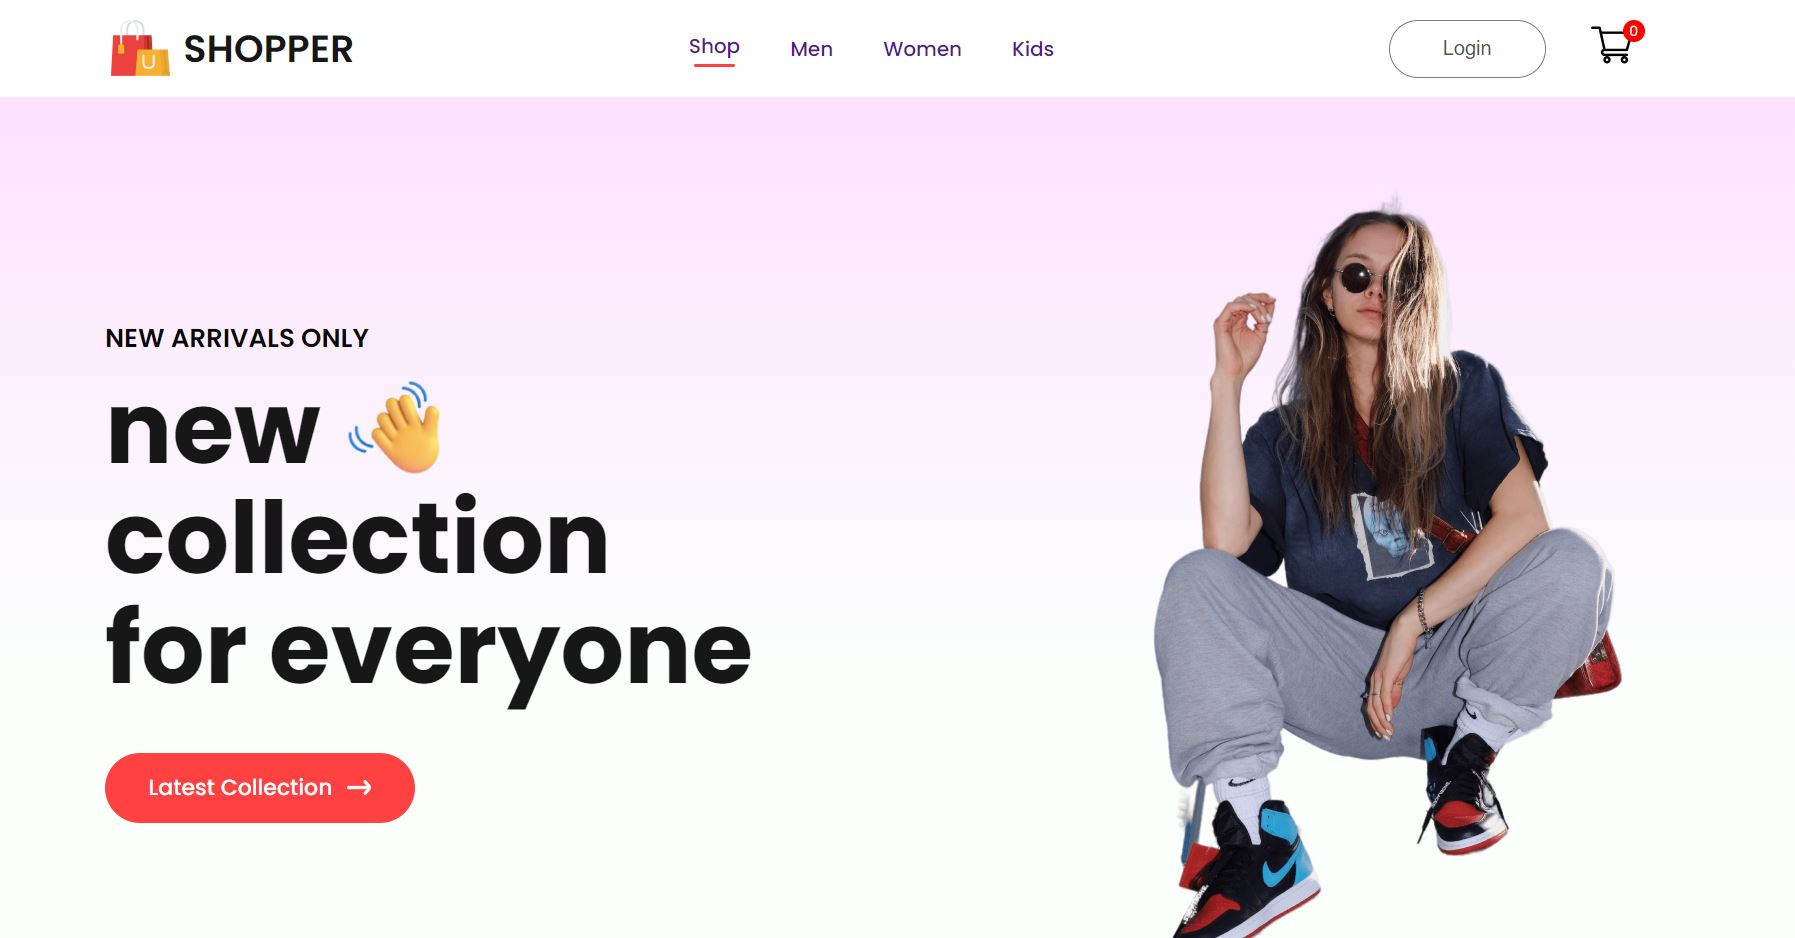 U
SHOPPER
Shop
Men
Women
Kids
Login
0
NEW ARRIVALS ONLY
new 👋
collection
for everyone
Latest Collection →